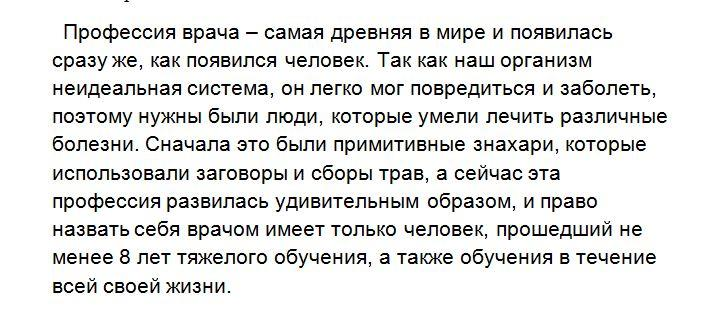 Профессия врача – самая древняя в мире и появилась
сразу же, как появился человек. Так как наш организм
неидеальная система, он легко мог повредиться и заболеть,
поэтому нужны были люди, которые умели лечить различные
болезни. Сначала это были примитивные знахари, которые
использовали заговоры и сборы трав, а сейчас эта
профессия развилась удивительным образом, и право
назвать себя врачом имеет только человек, прошедший не
менее 8 лет тяжелого обучения, а также обучения в течение
всей своей жизни.